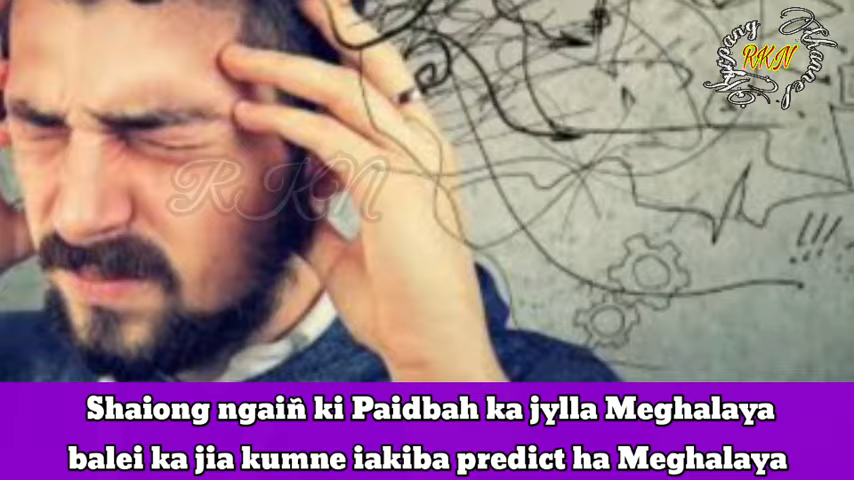 RKN
RKN
Shaiong ngaiñ ki Paidbah ka jylla Meghalaya
balei ka jia kumne iakiba predict ha Meghalaya